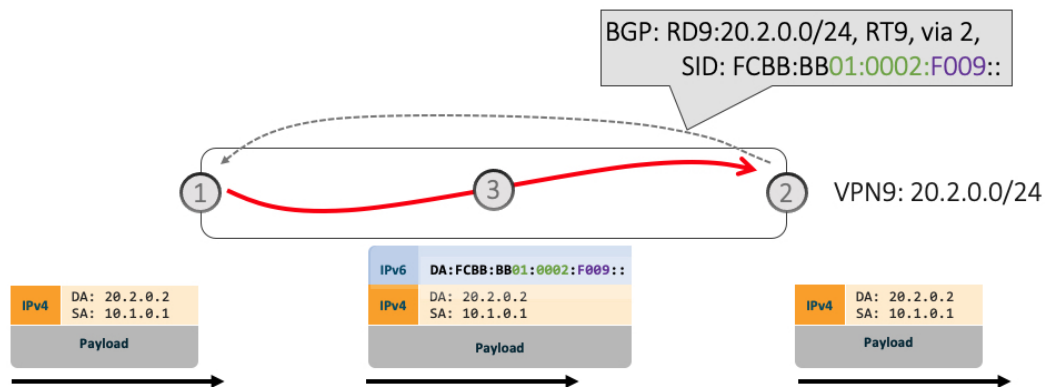 BGP: RD9:20.2.0.0/24, RT9, via 2,
SID: FCBB:BB01:0002:F009::
1
3
2
VPN9: 20.2.0.0/24
IPv6 DA:FCBB:BB01:0002:F009::
IPv4 DA: 20.2.0.2
SA: 10.1.0.1
Payload
IPv4 DA: 20.2.0.2
SA: 10.1.0.1
Payload
IPv4 DA: 20.2.0.2
SA: 10.1.0.1
Payload